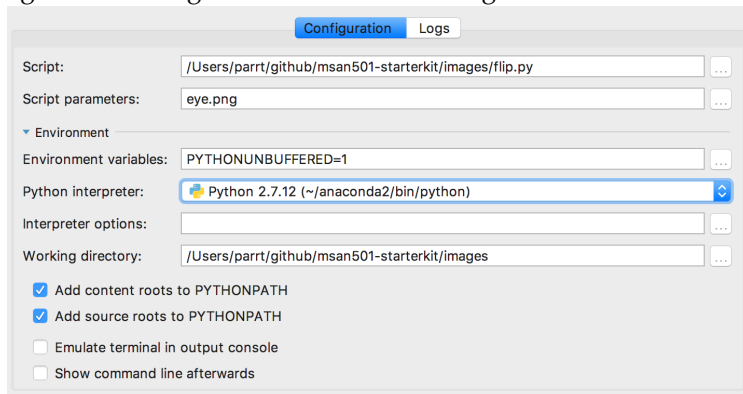 Configuration Logs
Script: /Users/parrt/github/msan501-starterkit/images/flip.py ...
Script parameters: eye.png ...
Environment
Environment variables: PYTHONUNBUFFERED=1 ...
Python interpreter: Python 2.7.12 (~/anaconda2/bin/python)
Interpreter options: ...
Working directory: /Users/parrt/github/msan501-starterkit/images ...
Add content roots to PYTHONPATH
Add source roots to PYTHONPATH
Emulate terminal in output console
Show command line afterwards